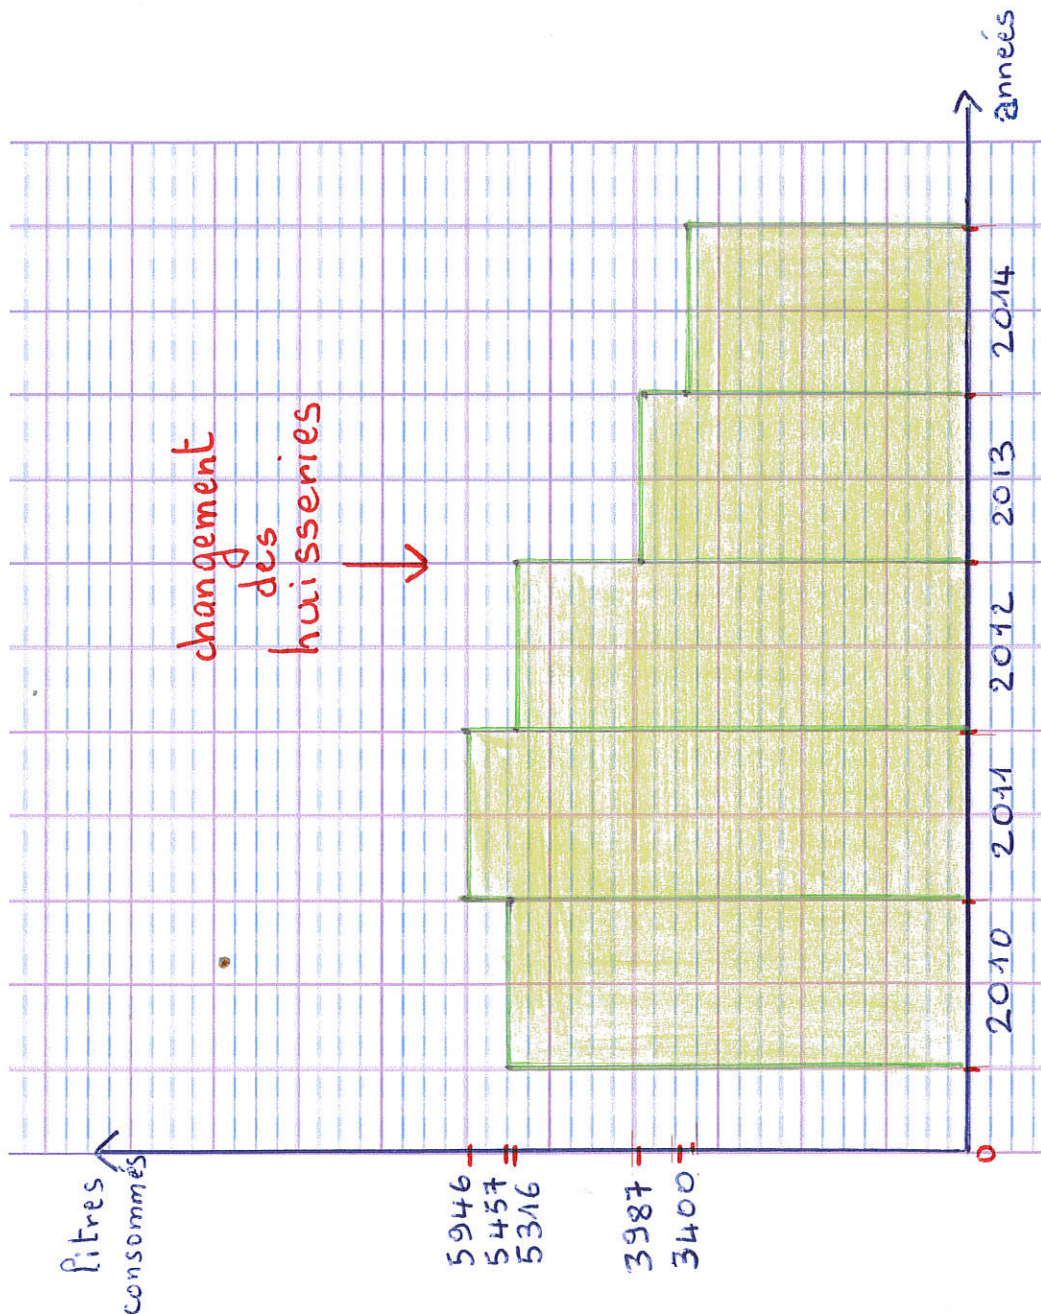 litres
consommés
changement
des
huisseries
5946
5457
5316
3987
3400
0
2010
2011
2012
2013
2014
années